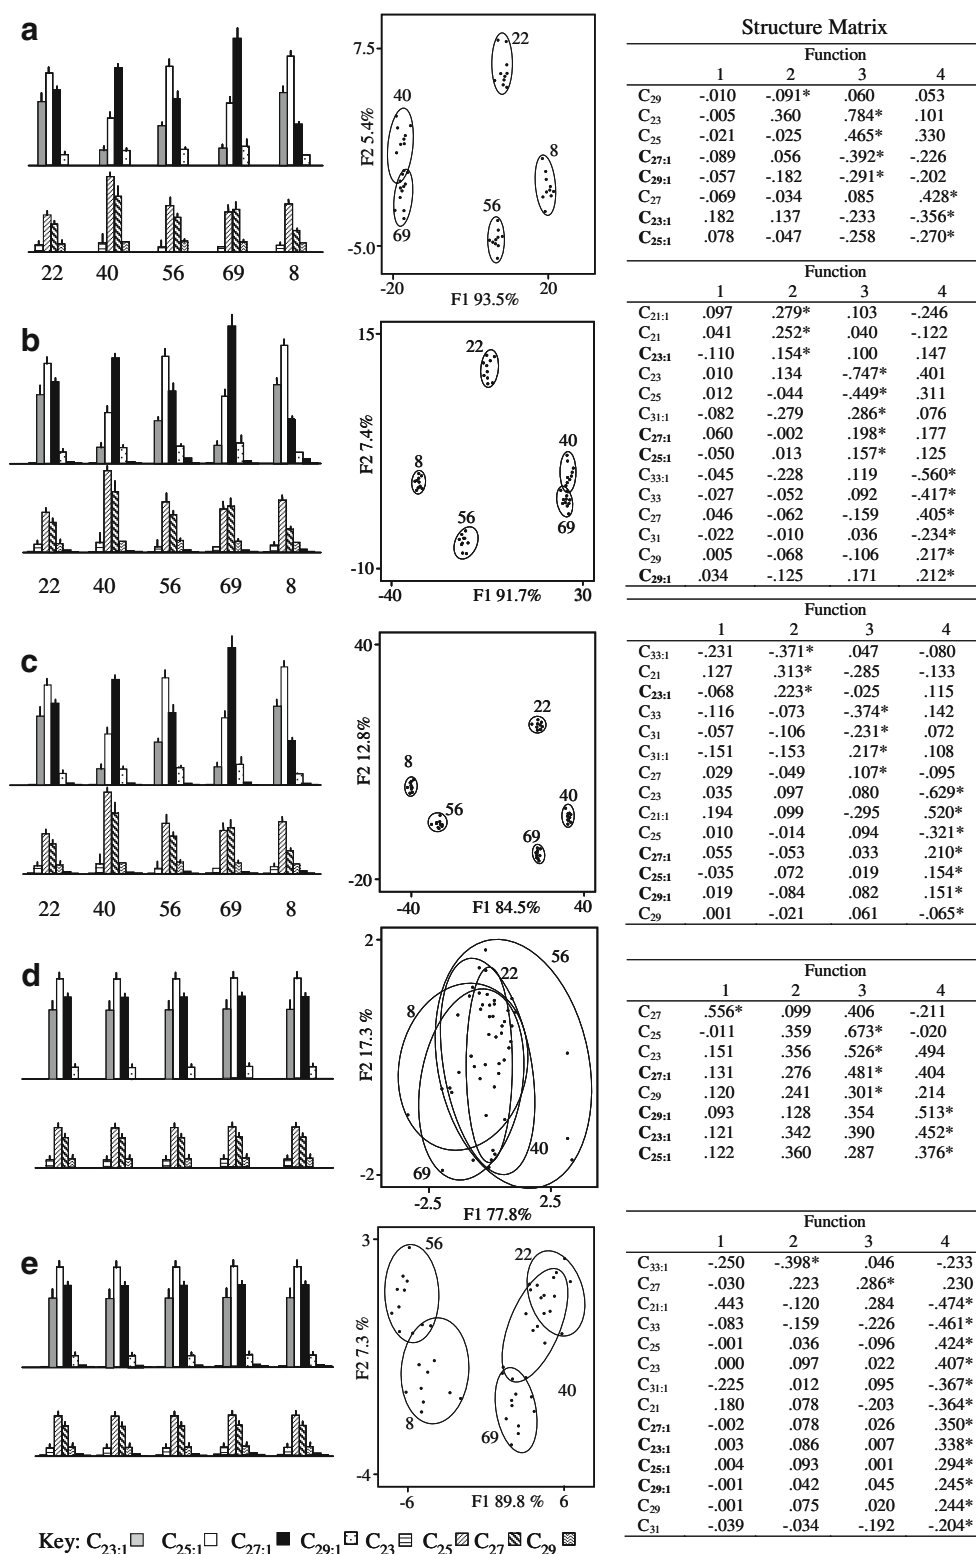 a
22 40 56 69 8
7.5
F2 5.4%
-5.0
-20 20
F1 93.5%
22
40
8
56
69
Structure Matrix
Function
1 2 3 4
C29 -.010 -.091* .060 .053
C23 -.005 .360 .784* .101
C25 -.021 -.025 .465* .330
C27:1 -.089 .056 -.392* -.226
C29:1 -.057 -.182 -.291* -.202
C27 -.069 -.034 .085 .428*
C23:1 .182 .137 -.233 -.356*
C25:1 .078 -.047 -.258 -.270*
b
22 40 56 69 8
15
F2 7.4%
-10
-40 30
F1 91.7%
22
40
8
56
69
Function
1 2 3 4
C21:1 .097 .279* .103 -.246
C21 .041 .252* .040 -.122
C23:1 -.110 .154* .100 .147
C23 .010 .134 -.747* .401
C25 .012 -.044 -.449* .311
C31:1 -.082 -.279 .286* .076
C27:1 .060 -.002 .198* .177
C25:1 -.050 .013 .157* .125
C33:1 -.045 -.228 .119 -.560*
C33 -.027 -.052 .092 -.417*
C27 .046 -.062 -.159 .405*
C31 -.022 -.010 .036 -.234*
C29 .005 -.068 -.106 .217*
C29:1 .034 -.125 .171 .212*
c
22 40 56 69 8
40
F2 12.8%
-20
-40 40
F1 84.5%
22
8
56
40
69
Function
1 2 3 4
C33:1 -.231 -.371* .047 -.080
C21 .127 .313* -.285 -.133
C23:1 -.068 .223* -.025 .115
C33 -.116 -.073 -.374* .142
C31 -.057 -.106 -.231* .072
C31:1 -.151 -.153 .217* .108
C27 .029 -.049 .107* -.095
C23 .035 .097 .080 -.629*
C21:1 .194 .099 -.295 .520*
C25 .010 -.014 .094 -.321*
C27:1 .055 -.053 .033 .210*
C25:1 -.035 .072 .019 .154*
C29:1 .019 -.084 .082 .151*
C29 .001 -.021 .061 -.065*
d
2
F2 17.3 %
-2
-2.5 2.5
F1 77.8%
56
22
8
40
69
Function
1 2 3 4
C27 .556* .099 .406 -.211
C25 -.011 .359 .673* -.020
C23 .151 .356 .526* .494
C27:1 .131 .276 .481* .404
C29 .120 .241 .301* .214
C29:1 .093 .128 .354 .513*
C23:1 .121 .342 .390 .452*
C25:1 .122 .360 .287 .376*
e
3
F2 7.3 %
-4
-6 6
F1 89.8 %
56
22
40
8
69
Function
1 2 3 4
C33:1 -.250 -.398* .046 -.233
C27 -.030 .223 .286* .230
C21:1 .443 -.120 .284 -.474*
C33 -.083 -.159 -.226 -.461*
C25 -.001 .036 -.096 .424*
C23 .000 .097 .022 .407*
C31:1 -.225 .012 .095 -.367*
C21 .180 .078 -.203 -.364*
C27:1 -.002 .078 .026 .350*
C23:1 .003 .086 .007 .338*
C25:1 .004 .093 .001 .294*
C29:1 -.001 .042 .045 .245*
C29 -.001 .075 .020 .244*
C31 -.039 -.034 -.192 -.204*
Key: C23:1 C25:1 C27:1 C29:1 C23 C25 C27 C29